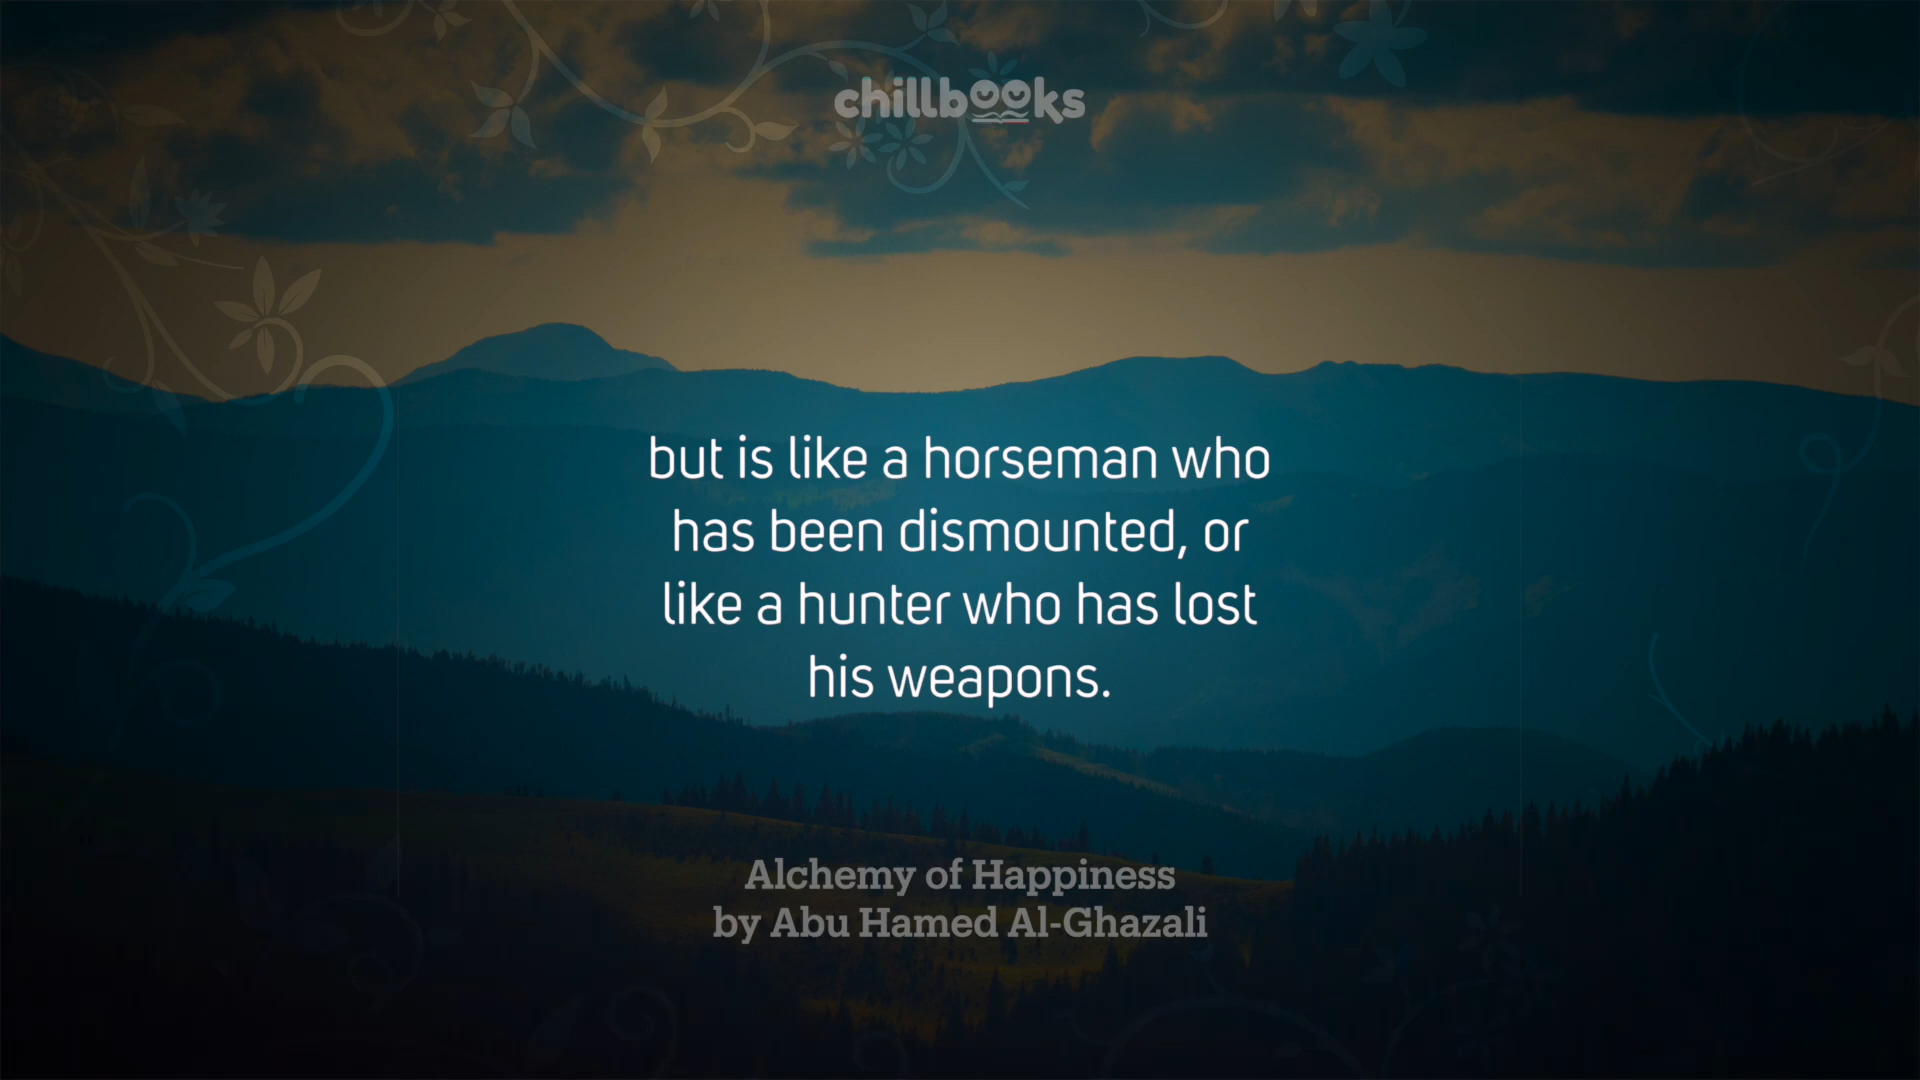 chillbooks
but is like a horseman who
has been dismounted, or
like a hunter who has lost
his weapons.
Alchemy of Happiness
by Abu Hamed Al-Ghazali